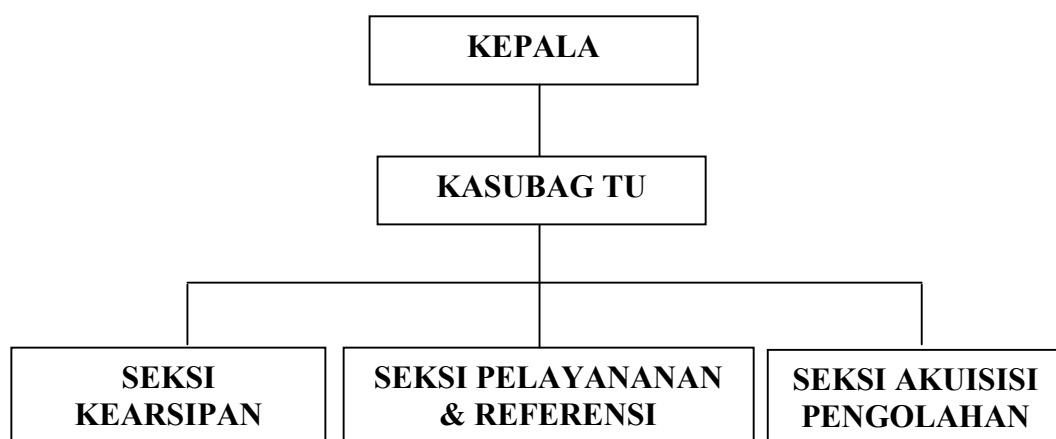 KEPALA
KASUBAG TU
SEKSI
KEARSIPAN
SEKSI PELAYANANAN
& REFERENSI
SEKSI AKUISISI
PENGOLAHAN